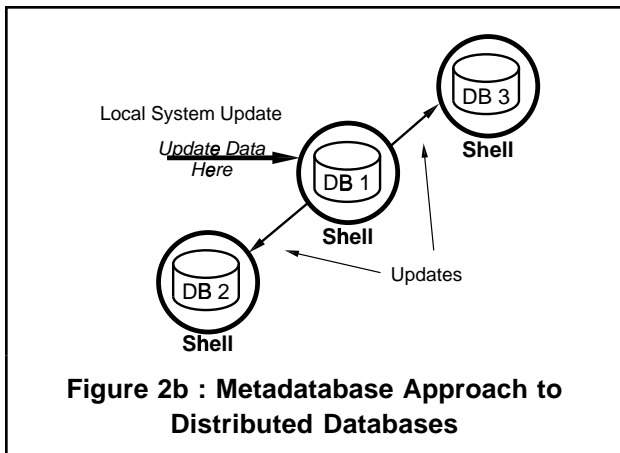 DB 3
Shell
Local System Update
Update Data
Here
DB 1
Shell
Updates
DB 2
Shell
Figure 2b : Metadatabase Approach to
Distributed Databases